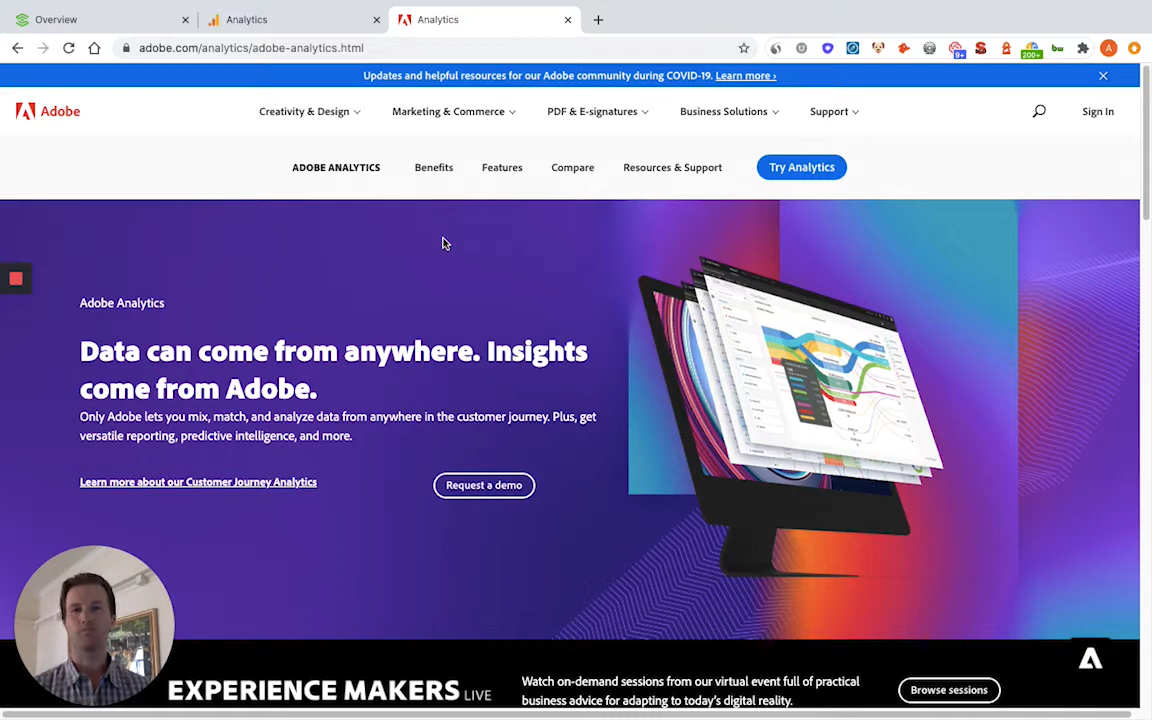 Overview
Analytics
Analytics
adobe.com/analytics/adobe-analytics.html
9+
200+
bw
A
Updates and helpful resources for our Adobe community during COVID-19. Learn more ›
Adobe
Creativity & Design
Marketing & Commerce
PDF & E-signatures
Business Solutions
Support
Sign In
ADOBE ANALYTICS
Benefits
Features
Compare
Resources & Support
Try Analytics
Adobe Analytics
Data can come from anywhere. Insights
come from Adobe.
Only Adobe lets you mix, match, and analyze data from anywhere in the customer journey. Plus, get
versatile reporting, predictive intelligence, and more.
Learn more about our Customer Journey Analytics
Request a demo
EXPERIENCE MAKERS LIVE
Watch on-demand sessions from our virtual event full of practical
business advice for adapting to today's digital reality.
Browse sessions